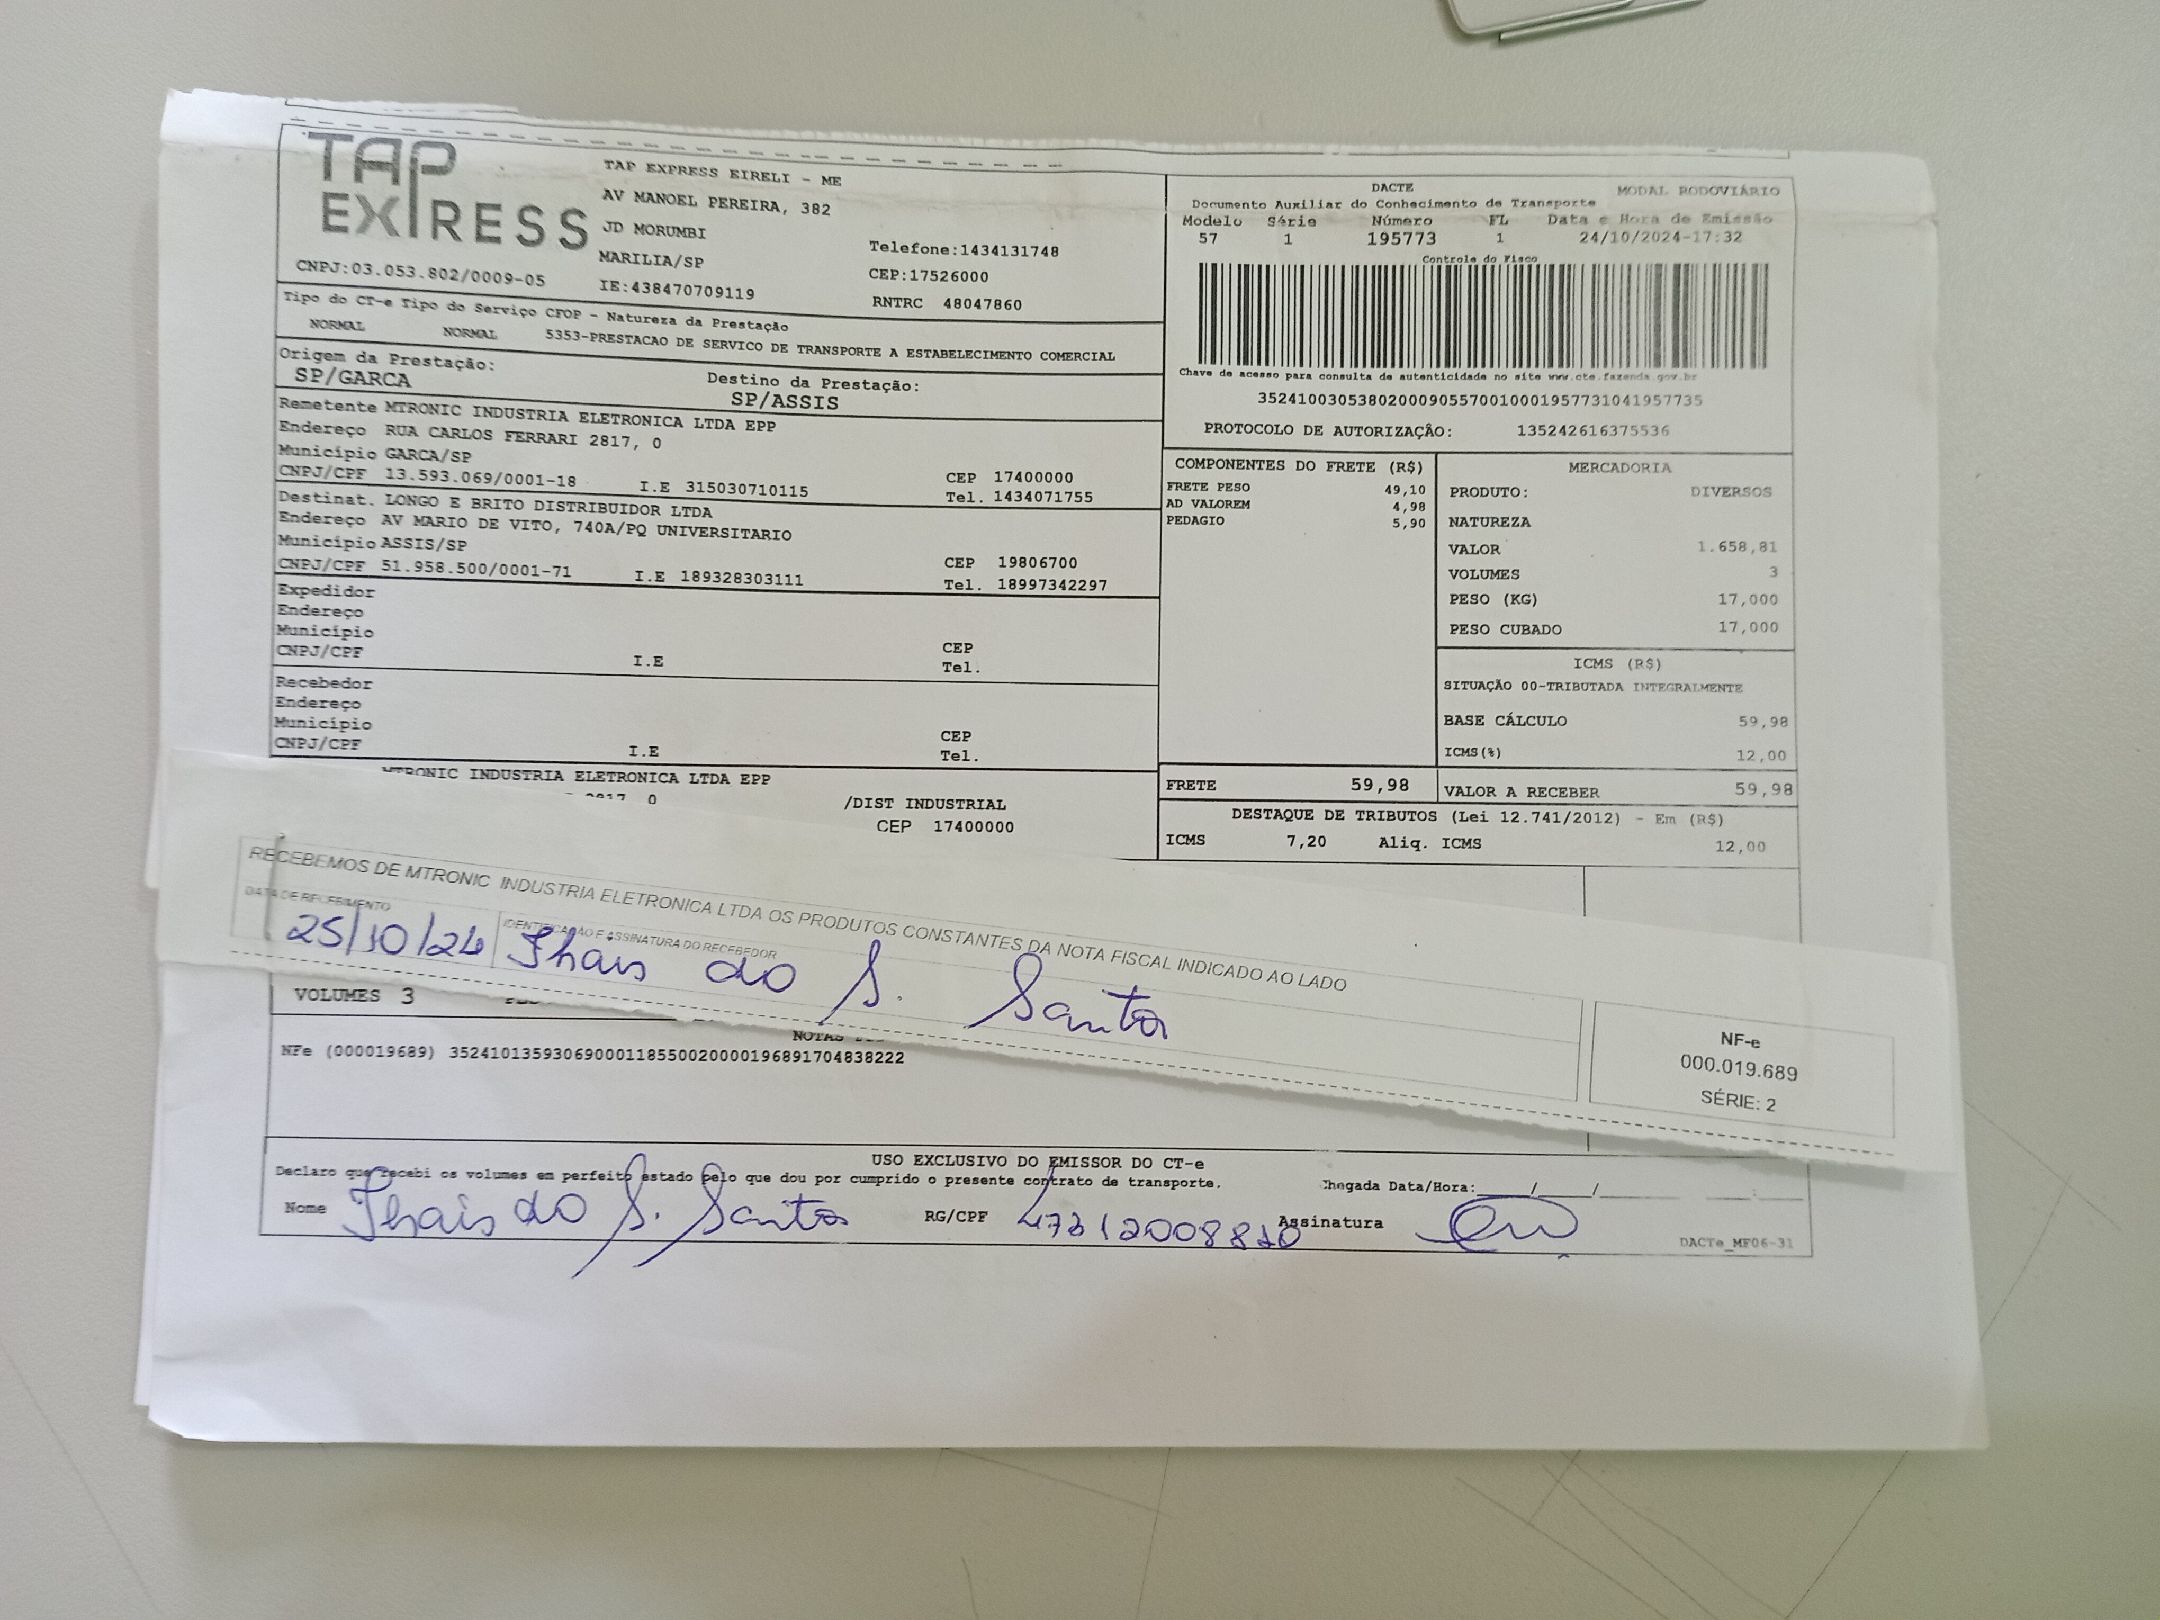 TAP
EXPRESS
TAP EXPRESS EIRELI - ME
AV MANOEL PEREIRA, 382
JD MORUMBI
MARILIA/SP
Telefone:1434131748
CEP:17526000
CNPJ:03.053.802/0009-05
IE:438470709119
RNTRC 48047860
DACTE
MODAL RODOVIÁRIO
Documento Auxiliar do Conhecimento de Transporte
Modelo Série Número FL Data e Hora de Emissão
57 1 195773 1 24/10/2024-17:32
Controle do Fisco
Chave de acesso para consulta de autenticidade no site www.cte.fazenda.gov.br
35241003053802000905570010001957731041957735
PROTOCOLO DE AUTORIZAÇÃO: 135242616375536
Tipo do CT-e Tipo do Serviço CFOP - Natureza da Prestação
NORMAL NORMAL 5353-PRESTACAO DE SERVICO DE TRANSPORTE A ESTABELECIMENTO COMERCIAL
Origem da Prestação:
SP/GARCA
Destino da Prestação:
SP/ASSIS
Remetente MTRONIC INDUSTRIA ELETRONICA LTDA EPP
Endereço RUA CARLOS FERRARI 2817, 0
Município GARCA/SP
CEP 17400000
CNPJ/CPF 13.593.069/0001-18 I.E 315030710115 Tel. 1434071755
Destinat. LONGO E BRITO DISTRIBUIDOR LTDA
Endereço AV MARIO DE VITO, 740A/PQ UNIVERSITARIO
Município ASSIS/SP
CEP 19806700
CNPJ/CPF 51.958.500/0001-71 I.E 189328303111 Tel. 18997342297
Expedidor
Endereço
Município
CEP
CNPJ/CPF I.E Tel.
Recebedor
Endereço
Município
CEP
CNPJ/CPF I.E Tel.
MTRONIC INDUSTRIA ELETRONICA LTDA EPP
2817, 0 /DIST INDUSTRIAL
CEP 17400000
COMPONENTES DO FRETE (R$)
FRETE PESO 49,10
AD VALOREM 4,98
PEDAGIO 5,90
MERCADORIA
PRODUTO: DIVERSOS
NATUREZA
VALOR 1.658,81
VOLUMES 3
PESO (KG) 17,000
PESO CUBADO 17,000
ICMS (R$)
SITUAÇÃO 00-TRIBUTADA INTEGRALMENTE
BASE CÁLCULO 59,98
ICMS(%) 12,00
FRETE 59,98
VALOR A RECEBER 59,98
DESTAQUE DE TRIBUTOS (Lei 12.741/2012) - Em (R$)
ICMS 7,20 Aliq. ICMS 12,00
RECEBEMOS DE MTRONIC INDUSTRIA ELETRONICA LTDA OS PRODUTOS CONSTANTES DA NOTA FISCAL INDICADO AO LADO
DATA DE RECEBIMENTO
IDENTIFICAÇÃO E ASSINATURA DO RECEBEDOR
25/10/24 Thais do S. Santos
NF-e
000.019.689
SÉRIE: 2
VOLUMES 3
NOTAS
NFe (000019689) 35241013593069000118550020000196891704838222
USO EXCLUSIVO DO EMISSOR DO CT-e
Declaro que recebi os volumes em perfeito estado pelo que dou por cumprido o presente contrato de transporte.
Chegada Data/Hora: / / :
Nome Thais do S. Santos RG/CPF Assinatura
DACTe_MF06-31